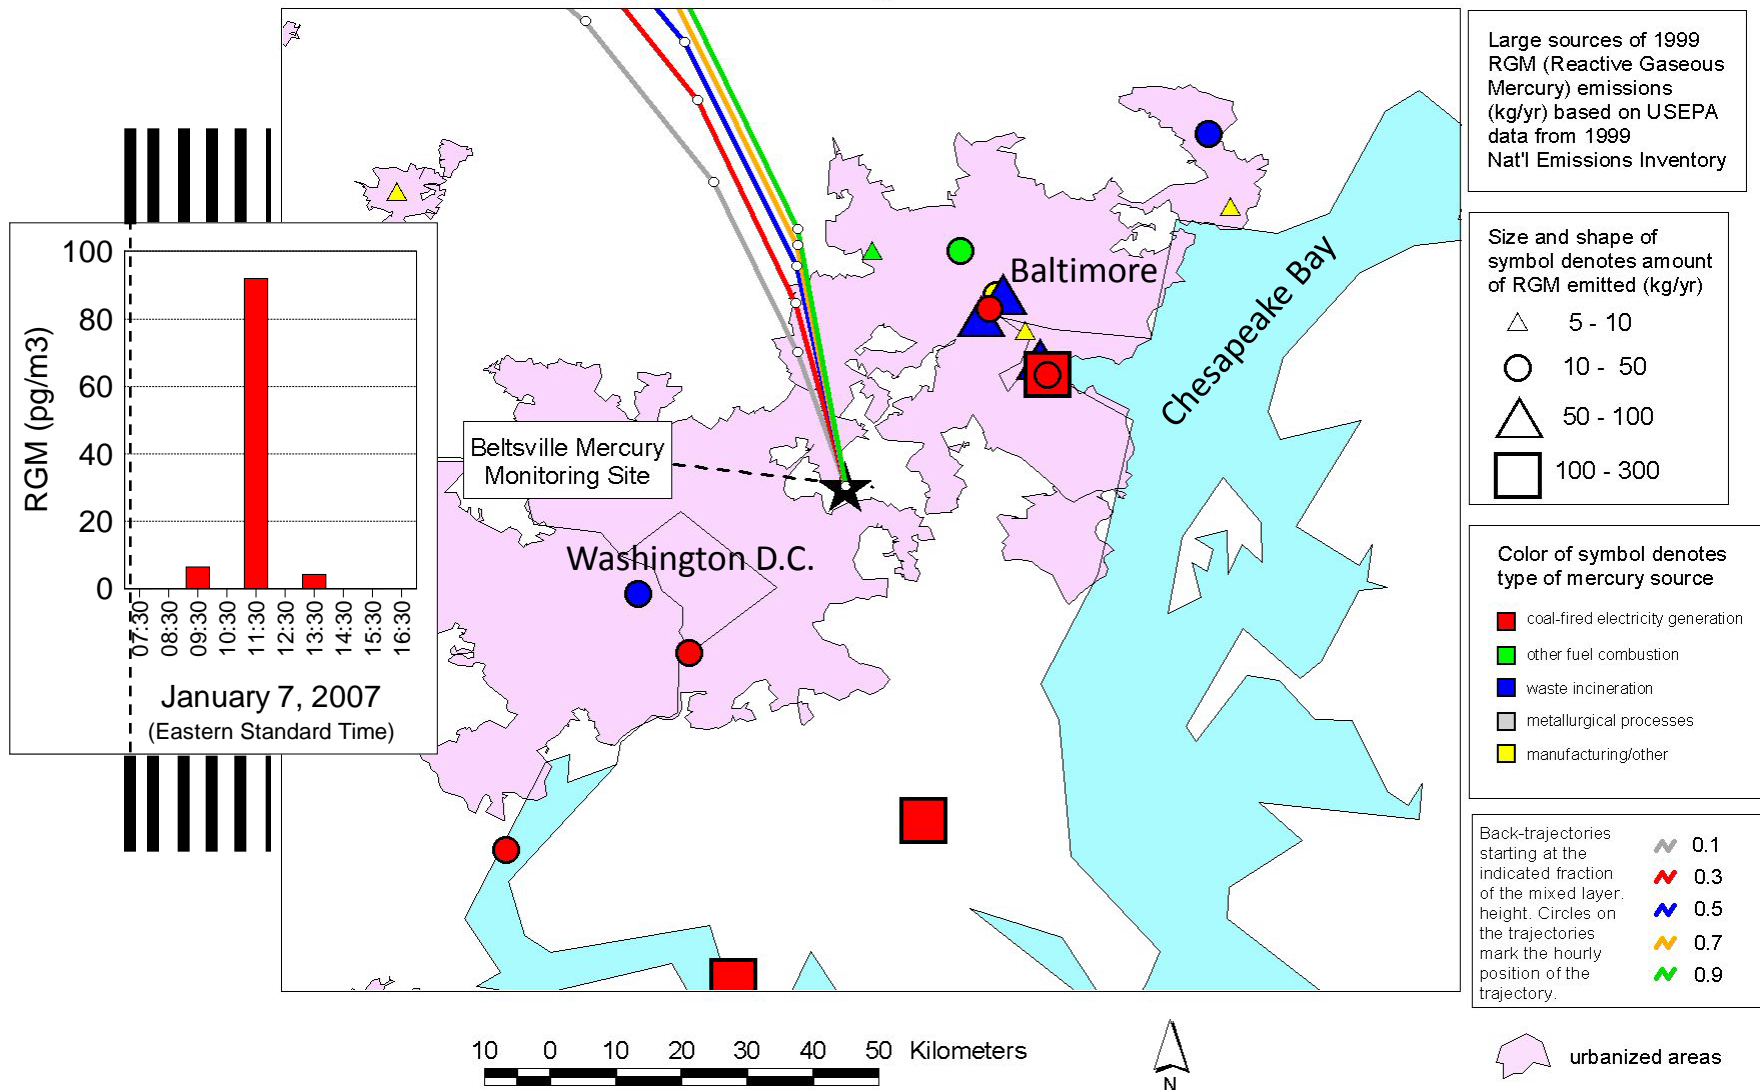 Large sources of 1999
RGM (Reactive Gaseous
Mercury) emissions
(kg/yr) based on USEPA
data from 1999
Nat'l Emissions Inventory
Size and shape of
symbol denotes amount
of RGM emitted (kg/yr)
5 - 10
10 - 50
50 - 100
100 - 300
Color of symbol denotes
type of mercury source
coal-fired electricity generation
other fuel combustion
waste incineration
metallurgical processes
manufacturing/other
Back-trajectories
starting at the
indicated fraction
of the mixed layer.
height. Circles on
the trajectories
mark the hourly
position of the
trajectory.
0.1
0.3
0.5
0.7
0.9
urbanized areas
Baltimore
Chesapeake Bay
Beltsville Mercury
Monitoring Site
Washington D.C.
RGM (pg/m3)
100
80
60
40
20
0
07:30
08:30
09:30
10:30
11:30
12:30
13:30
14:30
15:30
16:30
January 7, 2007
(Eastern Standard Time)
10 0 10 20 30 40 50 Kilometers
N